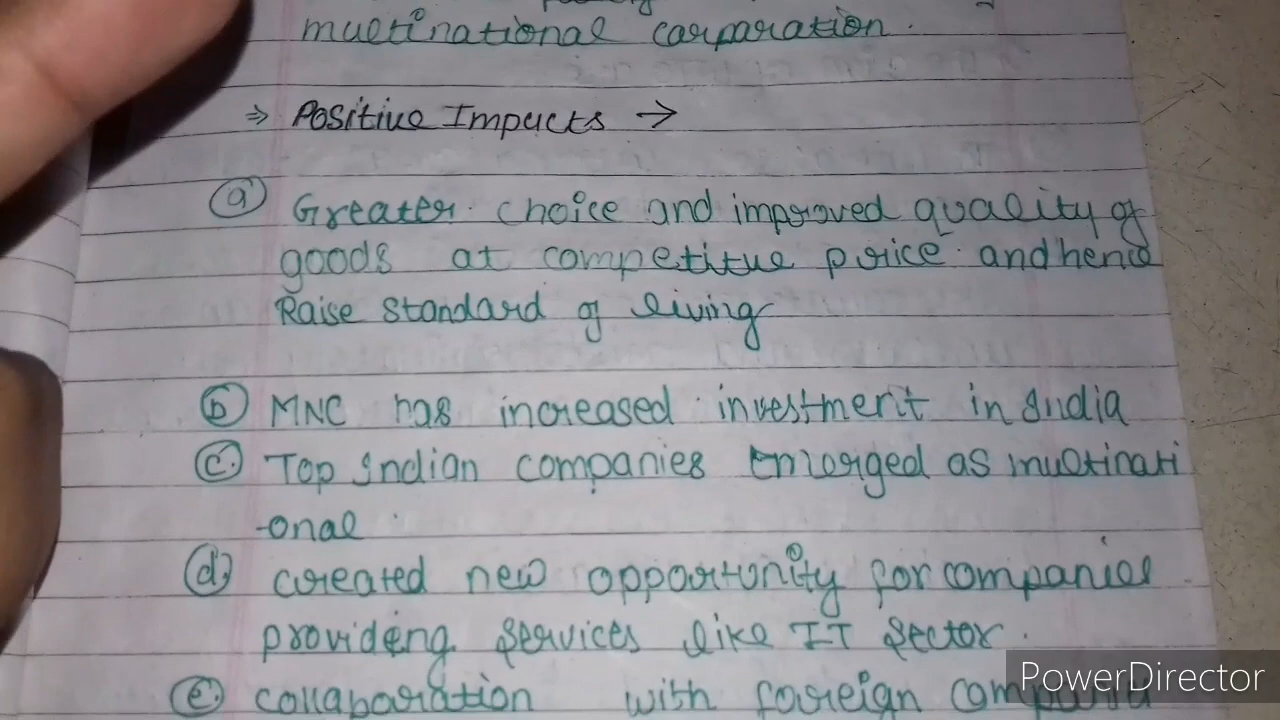 multinational carparation.
⇒ Positive Impacts →
(a) Greater choice and improved quality of
goods at competitive price and hence
Raise standard of living
(b) MNC has increased investment in India
(c) Top Indian companies Emerged as multinati
-onal
(d) created new opportunity for companies
providing services like IT sector.
(e) collabaration with foreign
PowerDirector